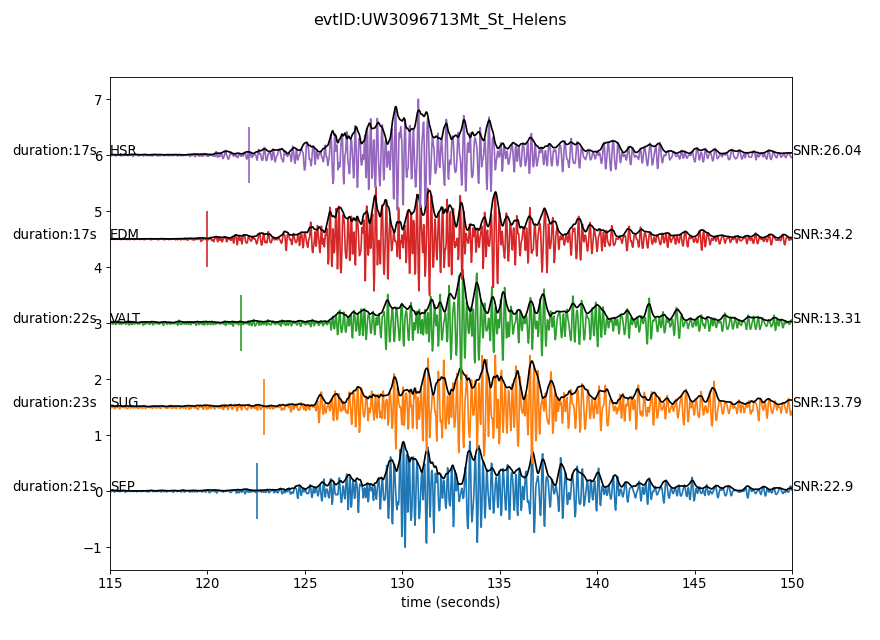 evtID:UW3096713Mt_St_Helens
7
duration:17s HSR SNR:26.04
6
5
duration:17s EDM SNR:34.2
4
duration:22s VALT SNR:13.31
3
2
duration:23s SUG SNR:13.79
1
duration:21s SEP SNR:22.9
0
−1
115 120 125 130 135 140 145 150
time (seconds)